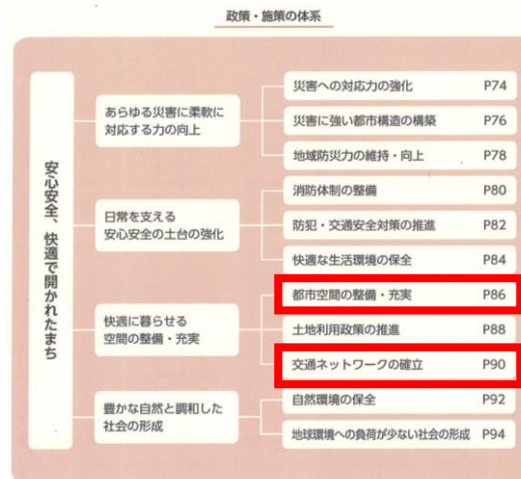 政策・施策の体系
安心安全、快適で開かれたまち
あらゆる災害に柔軟に
対応する力の向上
災害への対応力の強化 P74
災害に強い都市構造の構築 P76
地域防災力の維持・向上 P78
日常を支える
安心安全の土台の強化
消防体制の整備 P80
防犯・交通安全対策の推進 P82
快適な生活環境の保全 P84
快適に暮らせる
空間の整備・充実
都市空間の整備・充実 P86
土地利用政策の推進 P88
交通ネットワークの確立 P90
豊かな自然と調和した
社会の形成
自然環境の保全 P92
地球環境への負荷が少ない社会の形成 P94